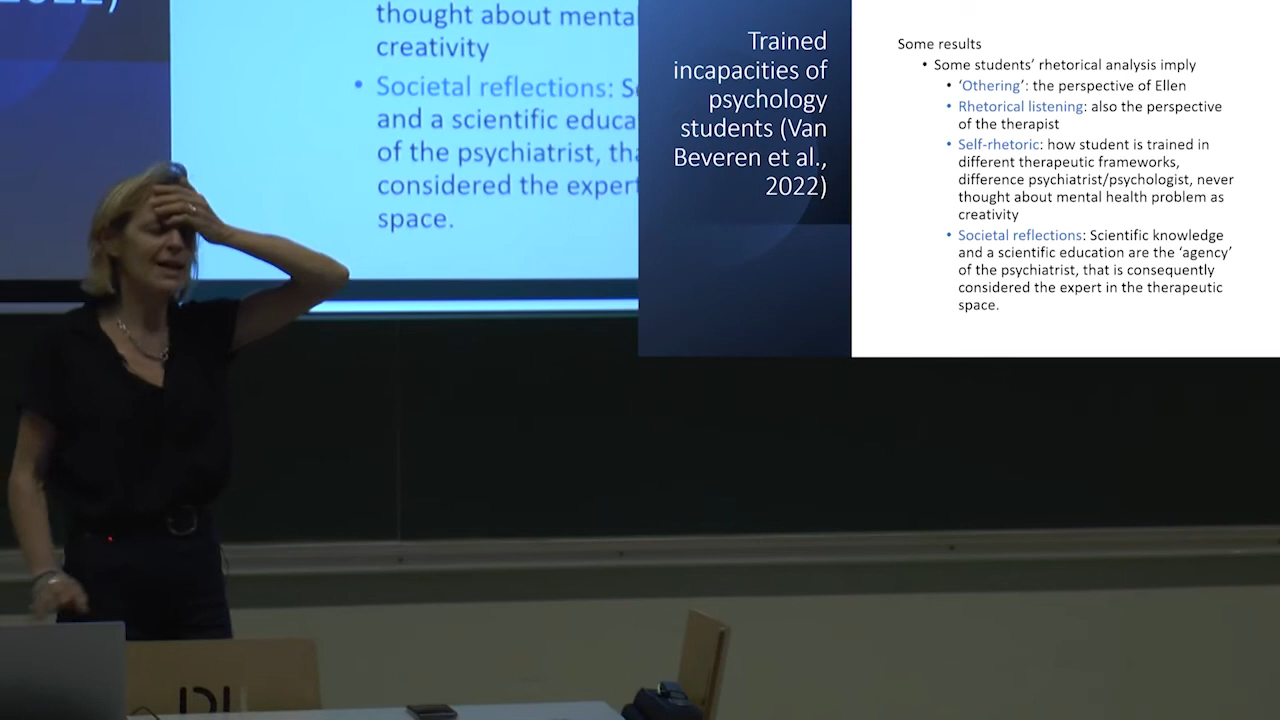 thought about menta
creativity
• Societal reflections: S
and a scientific educa
of the psychiatrist, tha
considered the expert
space.
Trained
incapacities of
psychology
students (Van
Beveren et al.,
2022)
Some results
• Some students’ rhetorical analysis imply
• ‘Othering’: the perspective of Ellen
• Rhetorical listening: also the perspective
of the therapist
• Self-rhetoric: how student is trained in
different therapeutic frameworks,
difference psychiatrist/psychologist, never
thought about mental health problem as
creativity
• Societal reflections: Scientific knowledge
and a scientific education are the ‘agency’
of the psychiatrist, that is consequently
considered the expert in the therapeutic
space.